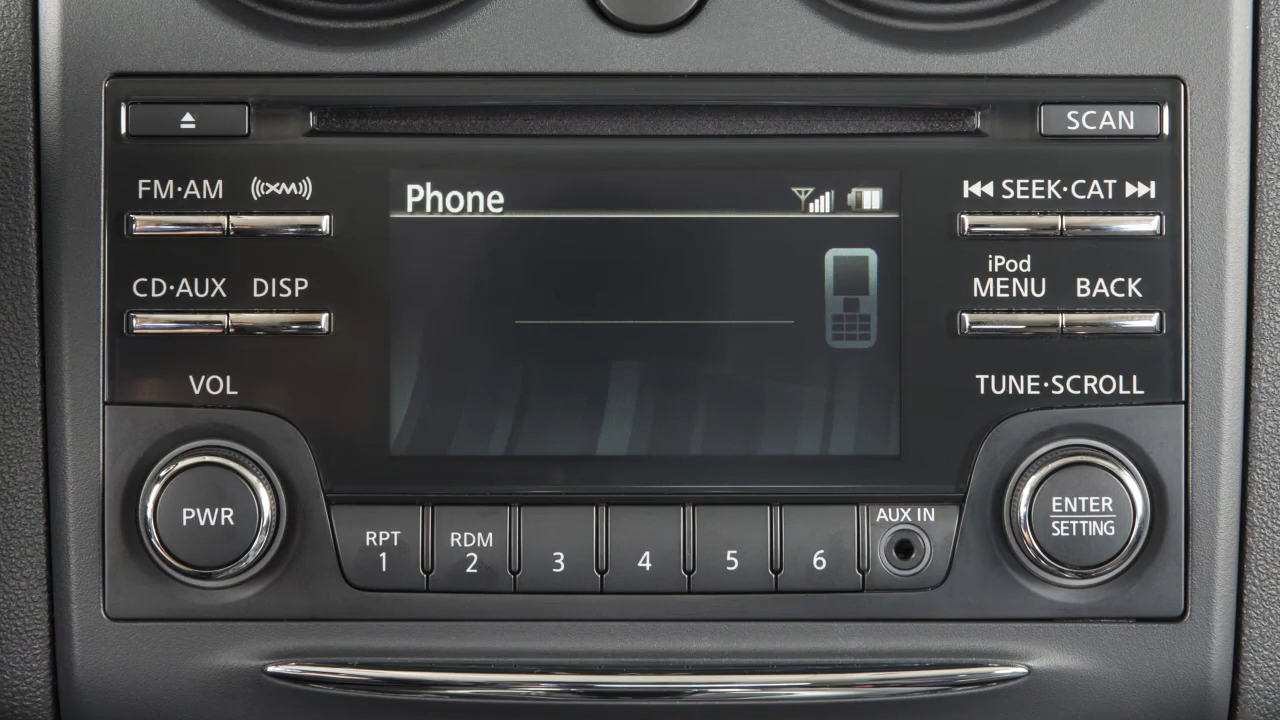 SCAN
FM·AM
(((XM)))
SEEK·CAT
Phone
CD·AUX
DISP
iPod
MENU
BACK
VOL
TUNE·SCROLL
PWR
RPT
1
RDM
2
3
4
5
6
AUX IN
ENTER
SETTING